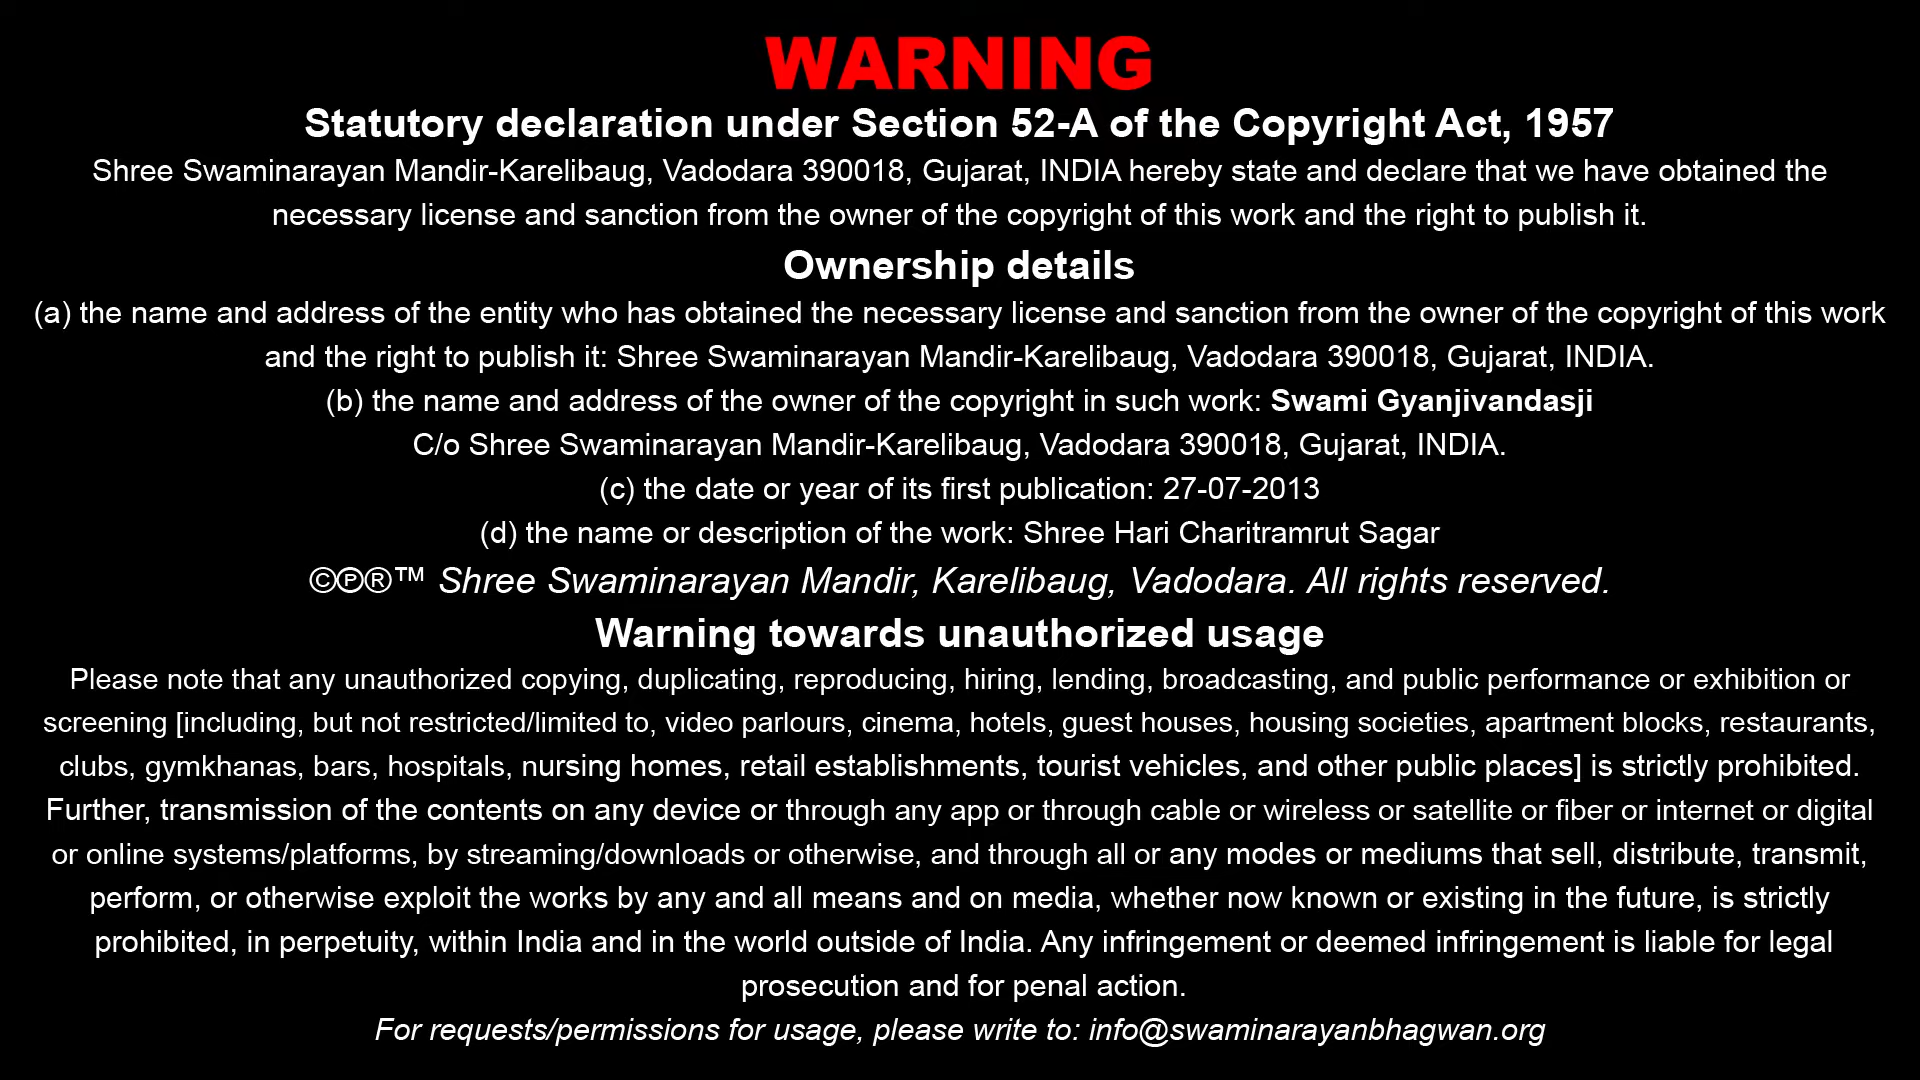 WARNING
Statutory declaration under Section 52-A of the Copyright Act, 1957
Shree Swaminarayan Mandir-Karelibaug, Vadodara 390018, Gujarat, INDIA hereby state and declare that we have obtained the
necessary license and sanction from the owner of the copyright of this work and the right to publish it.
Ownership details
(a) the name and address of the entity who has obtained the necessary license and sanction from the owner of the copyright of this work
and the right to publish it: Shree Swaminarayan Mandir-Karelibaug, Vadodara 390018, Gujarat, INDIA.
(b) the name and address of the owner of the copyright in such work: Swami Gyanjivandasji
C/o Shree Swaminarayan Mandir-Karelibaug, Vadodara 390018, Gujarat, INDIA.
(c) the date or year of its first publication: 27-07-2013
(d) the name or description of the work: Shree Hari Charitramrut Sagar
©℗®™ Shree Swaminarayan Mandir, Karelibaug, Vadodara. All rights reserved.
Warning towards unauthorized usage
Please note that any unauthorized copying, duplicating, reproducing, hiring, lending, broadcasting, and public performance or exhibition or
screening [including, but not restricted/limited to, video parlours, cinema, hotels, guest houses, housing societies, apartment blocks, restaurants,
clubs, gymkhanas, bars, hospitals, nursing homes, retail establishments, tourist vehicles, and other public places] is strictly prohibited.
Further, transmission of the contents on any device or through any app or through cable or wireless or satellite or fiber or internet or digital
or online systems/platforms, by streaming/downloads or otherwise, and through all or any modes or mediums that sell, distribute, transmit,
perform, or otherwise exploit the works by any and all means and on media, whether now known or existing in the future, is strictly
prohibited, in perpetuity, within India and in the world outside of India. Any infringement or deemed infringement is liable for legal
prosecution and for penal action.
For requests/permissions for usage, please write to: info@swaminarayanbhagwan.org